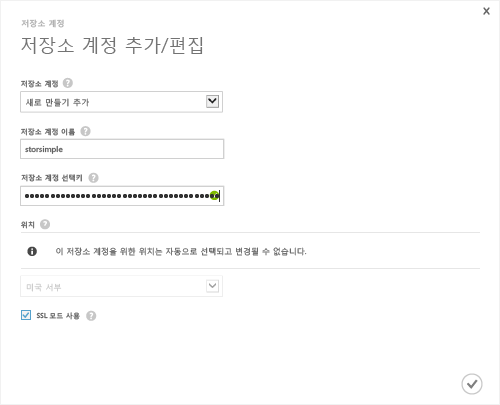 저장소 계정
저장소 계정 추가/편집
저장소 계정 ?
새로 만들기 추가
저장소 계정 이름 ?
storsimple
저장소 계정 선택키 ?
위치 ?
이 저장소 계정을 위한 위치는 자동으로 선택되고 변경될 수 없습니다.
미국 서부
SSL 모드 사용 ?